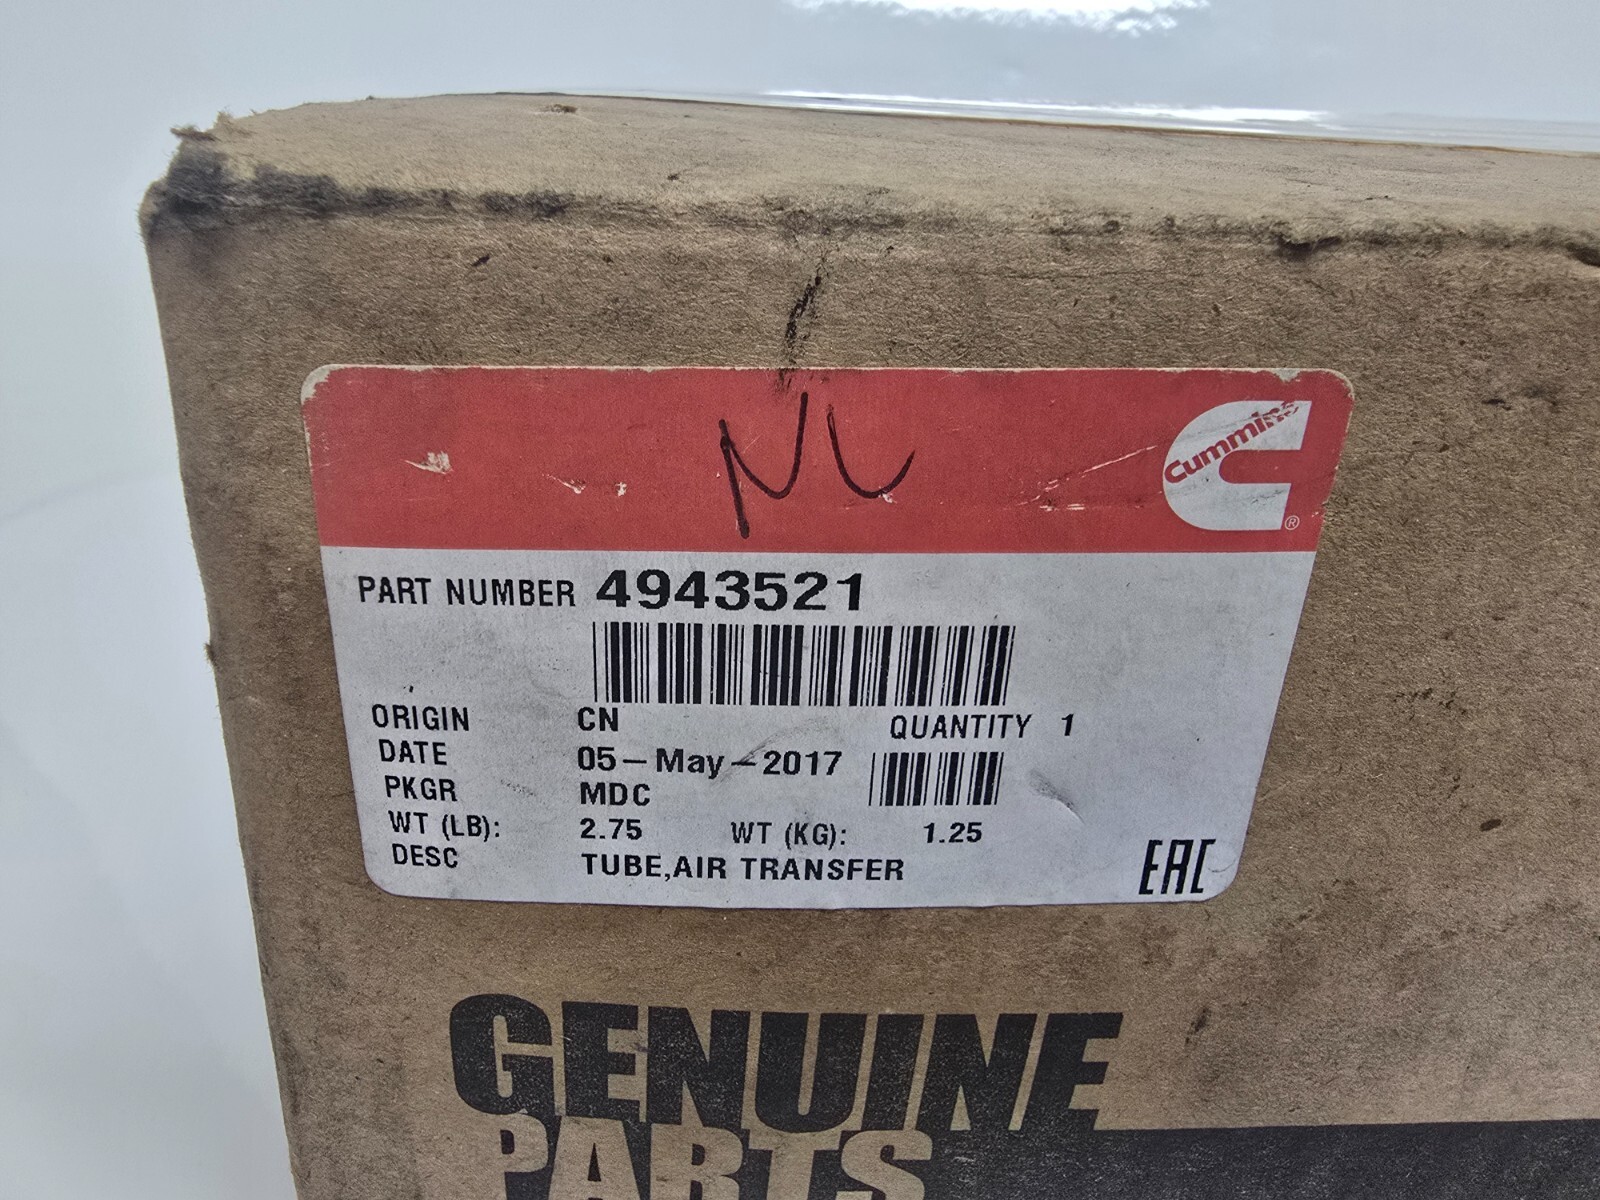 NL
Cummins
®
PART NUMBER 4943521
ORIGIN CN QUANTITY 1
DATE 05-May-2017
PKGR MDC
WT (LB): 2.75 WT (KG): 1.25
DESC TUBE,AIR TRANSFER
EAC
GENUINE
PARTS